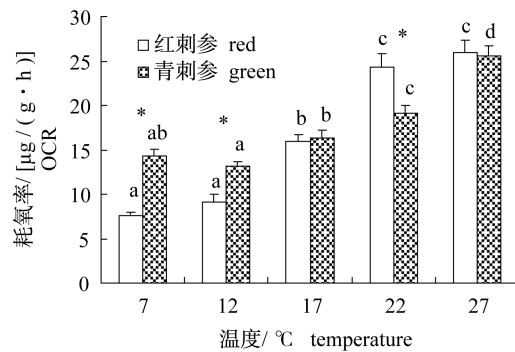 30
25
20
15
10
5
0
耗氧率/ [μg / ( g · h )]
OCR
红刺参 red
青刺参 green
*
a
ab
*
a
a
b
b
c
*
c
c
d
7
12
17
22
27
温度/ ℃ temperature